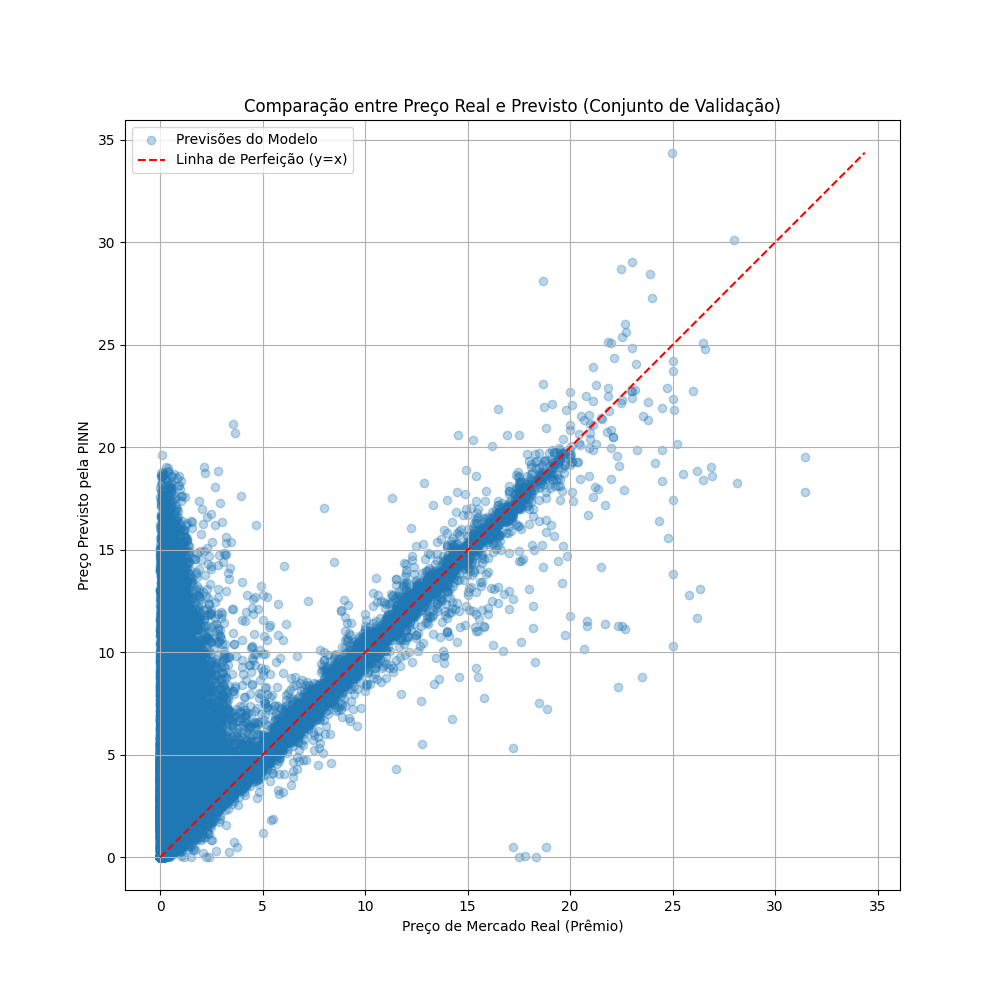 Comparação entre Preço Real e Previsto (Conjunto de Validação)
Previsões do Modelo
Linha de Perfeição (y=x)
Preço Previsto pela PINN
35
30
25
20
15
10
5
0
0 5 10 15 20 25 30 35
Preço de Mercado Real (Prêmio)